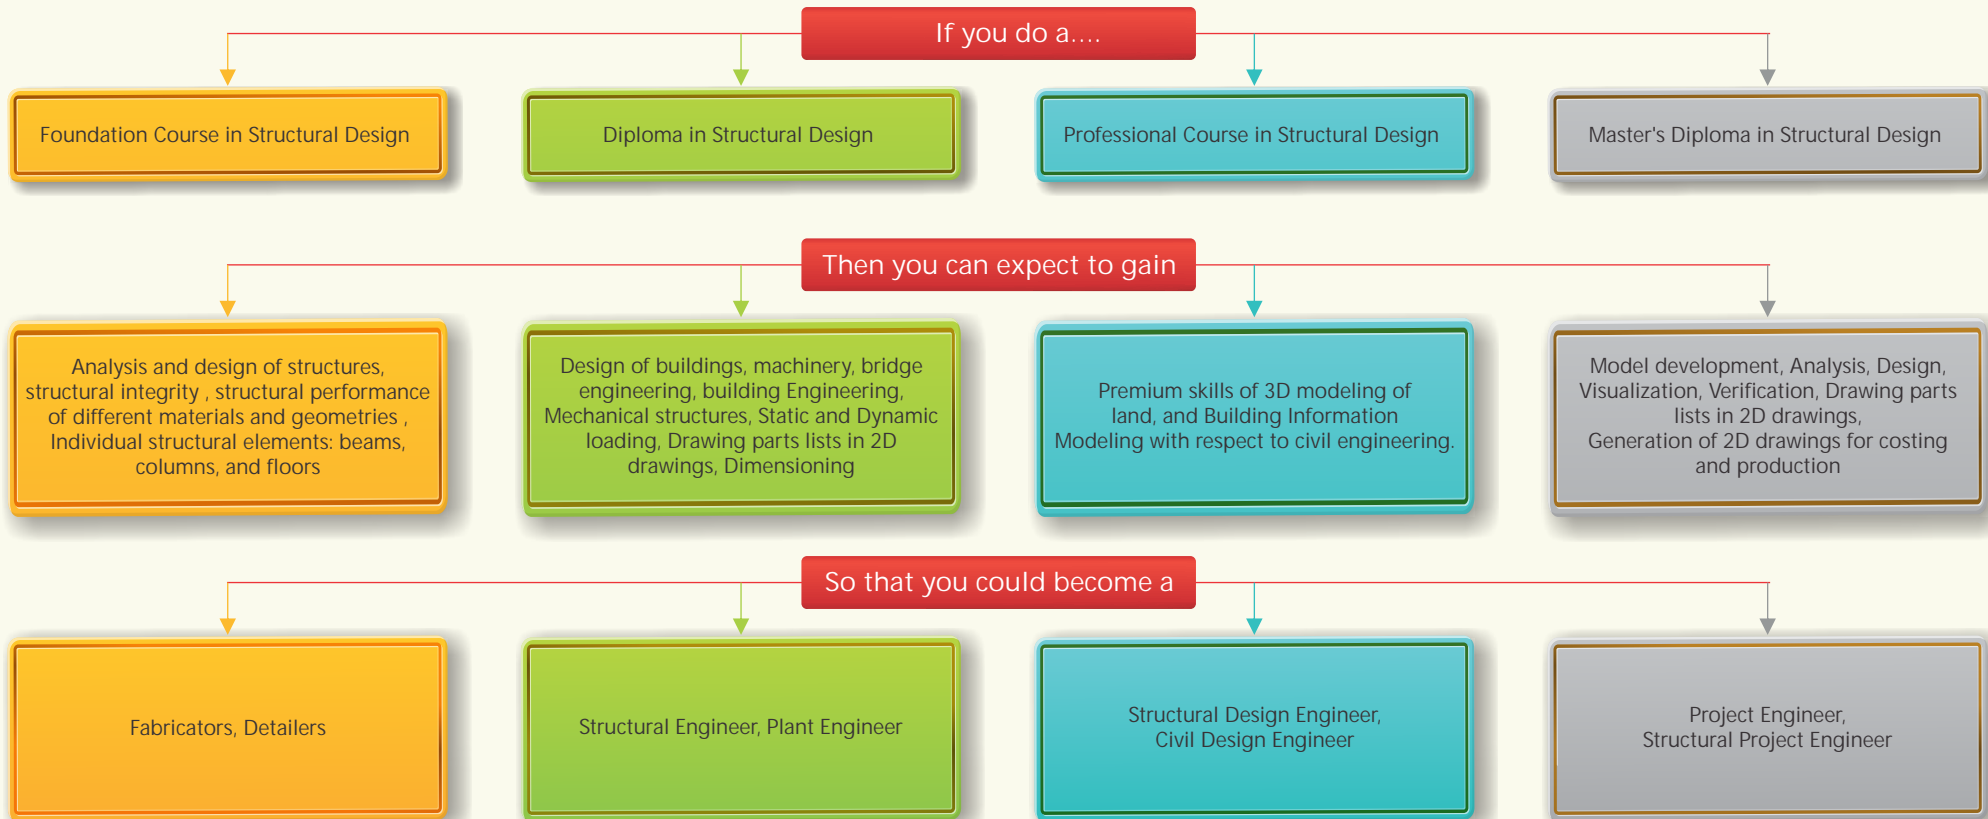 If you do a....
Foundation Course in Structural Design
Diploma in Structural Design
Professional Course in Structural Design
Master's Diploma in Structural Design
Then you can expect to gain
Analysis and design of structures,
structural integrity , structural performance
of different materials and geometries ,
Individual structural elements: beams,
columns, and floors
Design of buildings, machinery, bridge
engineering, building Engineering,
Mechanical structures, Static and Dynamic
loading, Drawing parts lists in 2D
drawings, Dimensioning
Premium skills of 3D modeling of
land, and Building Information
Modeling with respect to civil engineering.
Model development, Analysis, Design,
Visualization, Verification, Drawing parts
lists in 2D drawings,
Generation of 2D drawings for costing
and production
So that you could become a
Fabricators, Detailers
Structural Engineer, Plant Engineer
Structural Design Engineer,
Civil Design Engineer
Project Engineer,
Structural Project Engineer